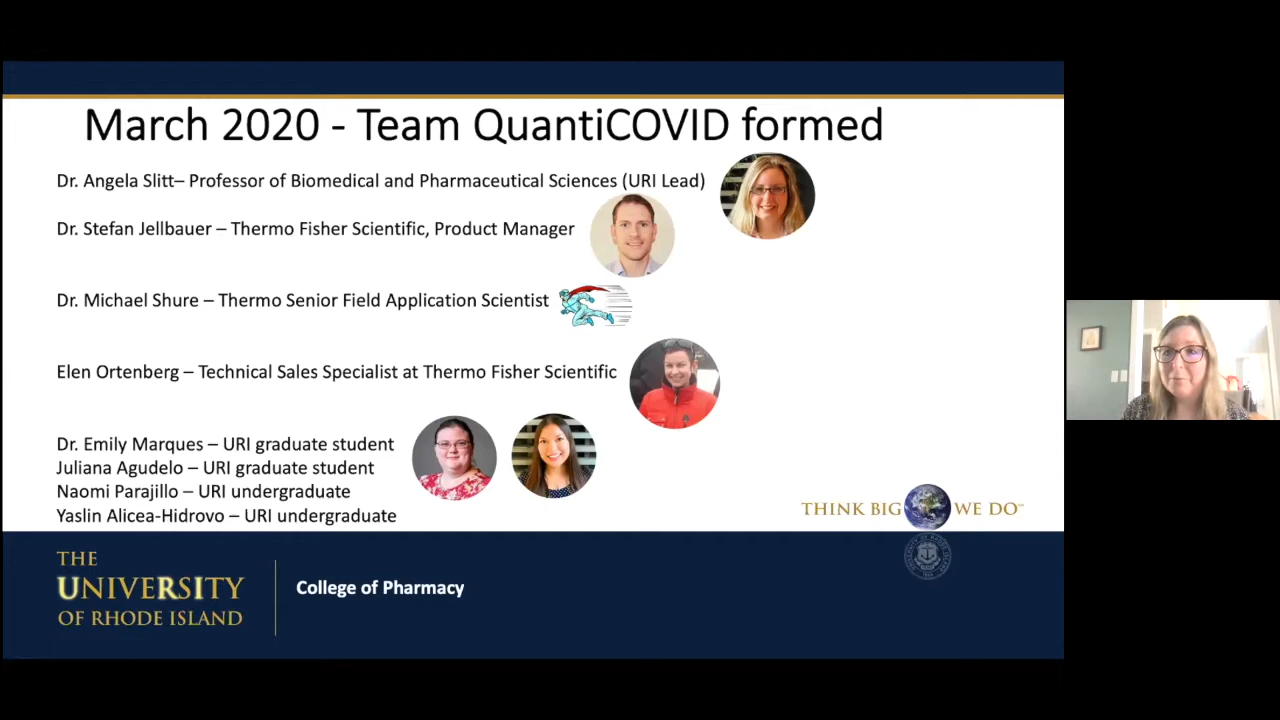 March 2020 - Team QuantiCOVID formed
Dr. Angela Slitt– Professor of Biomedical and Pharmaceutical Sciences (URI Lead)
Dr. Stefan Jellbauer – Thermo Fisher Scientific, Product Manager
Dr. Michael Shure – Thermo Senior Field Application Scientist
Elen Ortenberg – Technical Sales Specialist at Thermo Fisher Scientific
Dr. Emily Marques – URI graduate student
Juliana Agudelo – URI graduate student
Naomi Parajillo – URI undergraduate
Yaslin Alicea-Hidrovo – URI undergraduate
THINK BIG WE DO℠
THE
UNIVERSITY
OF RHODE ISLAND
College of Pharmacy